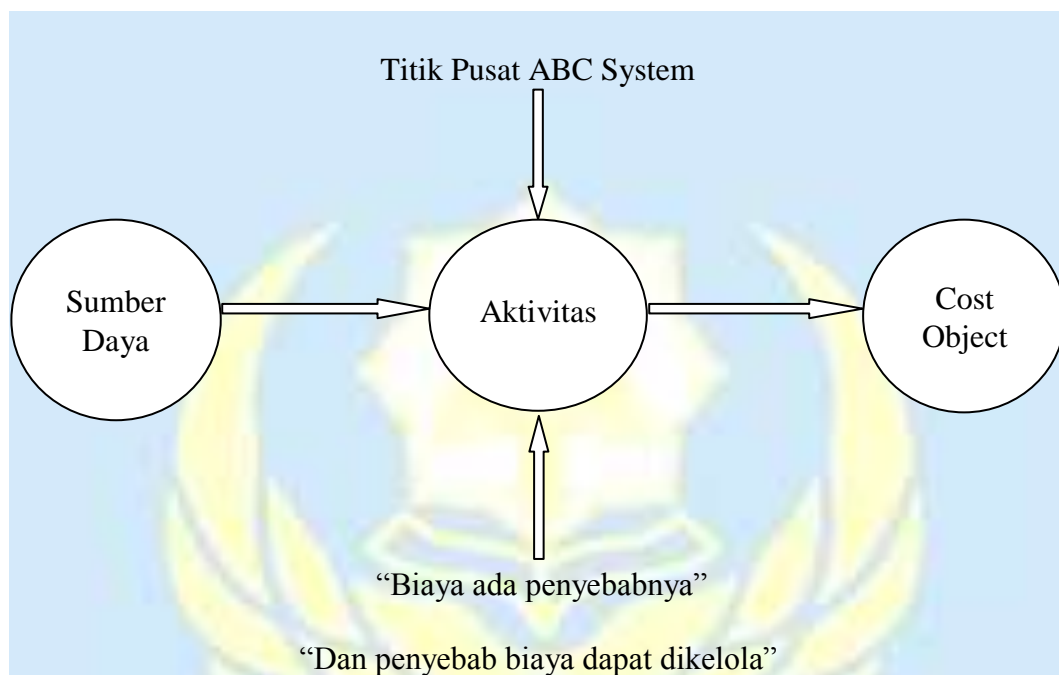 Titik Pusat ABC System
Sumber
Daya
Aktivitas
Cost
Object
“Biaya ada penyebabnya”
“Dan penyebab biaya dapat dikelola”